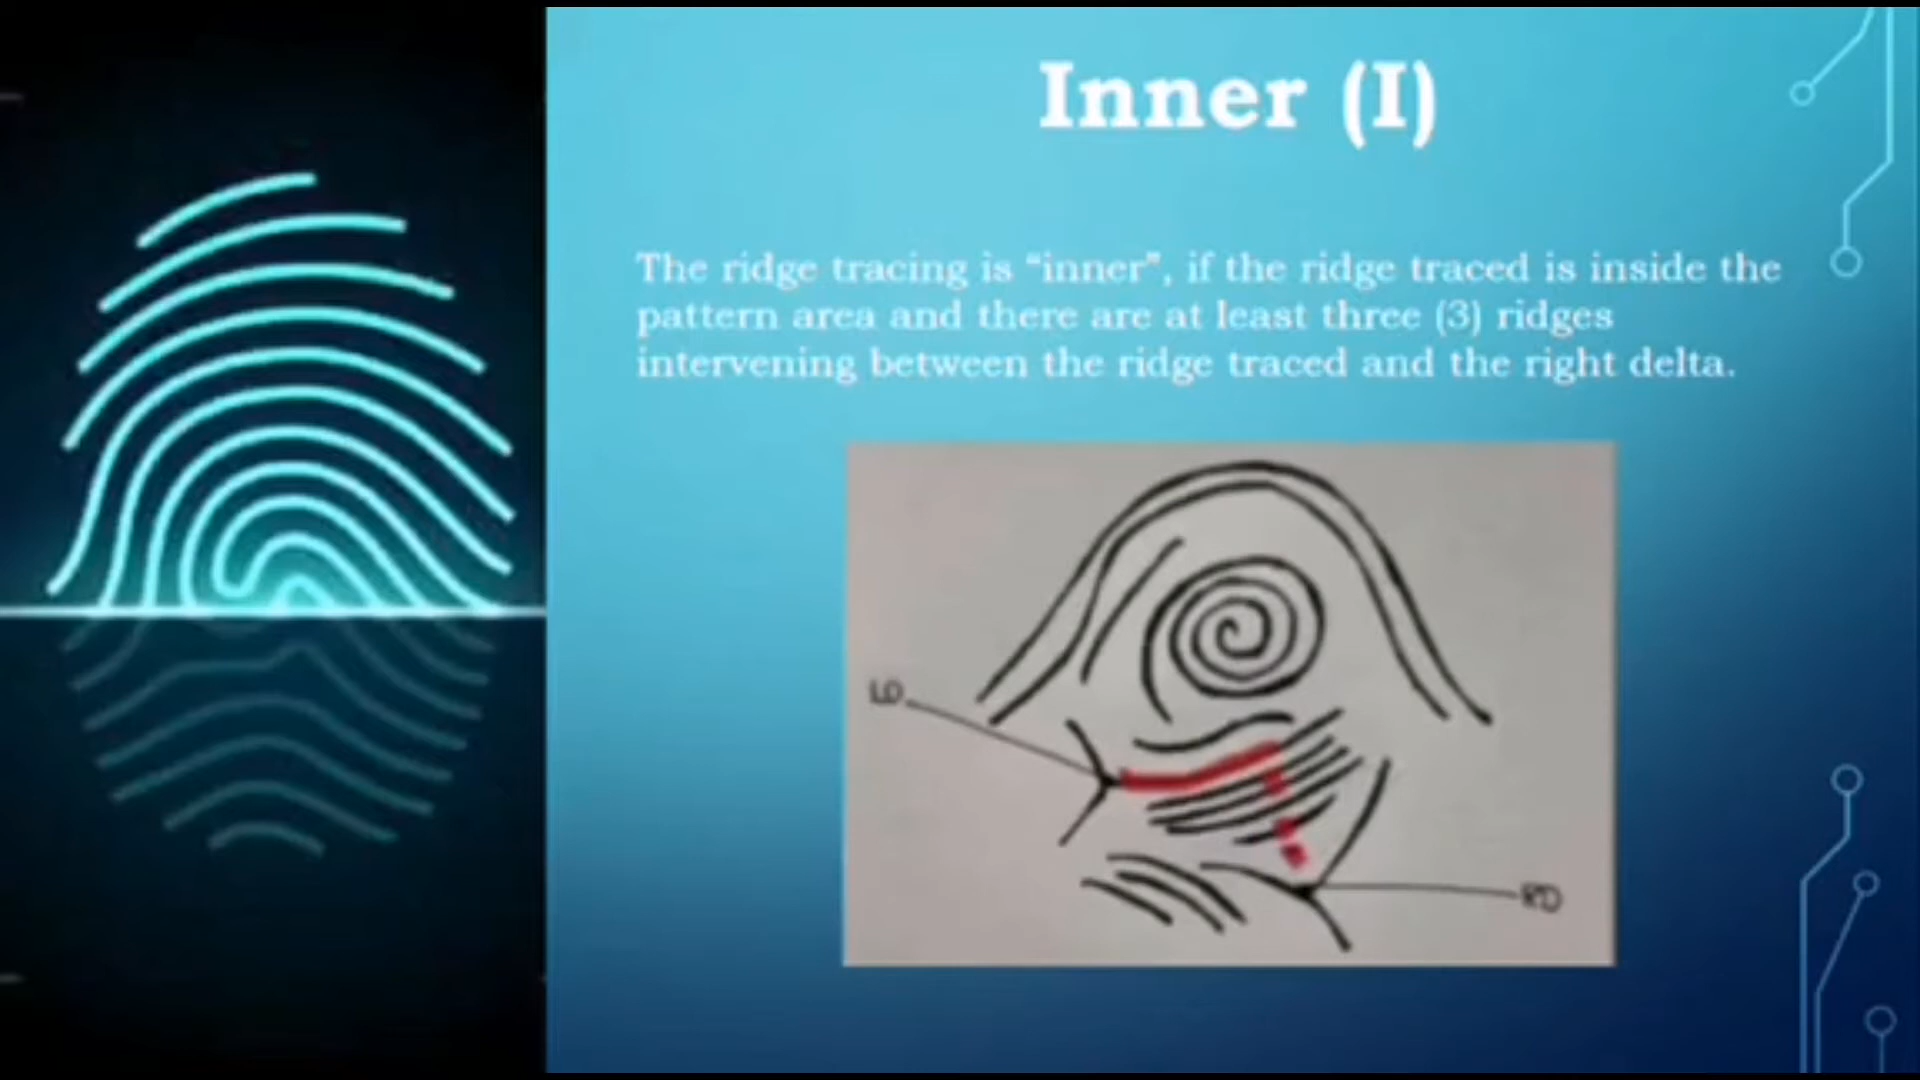 Inner (I)
The ridge tracing is “inner”, if the ridge traced is inside the
pattern area and there are at least three (3) ridges
intervening between the ridge traced and the right delta.
LD
RD